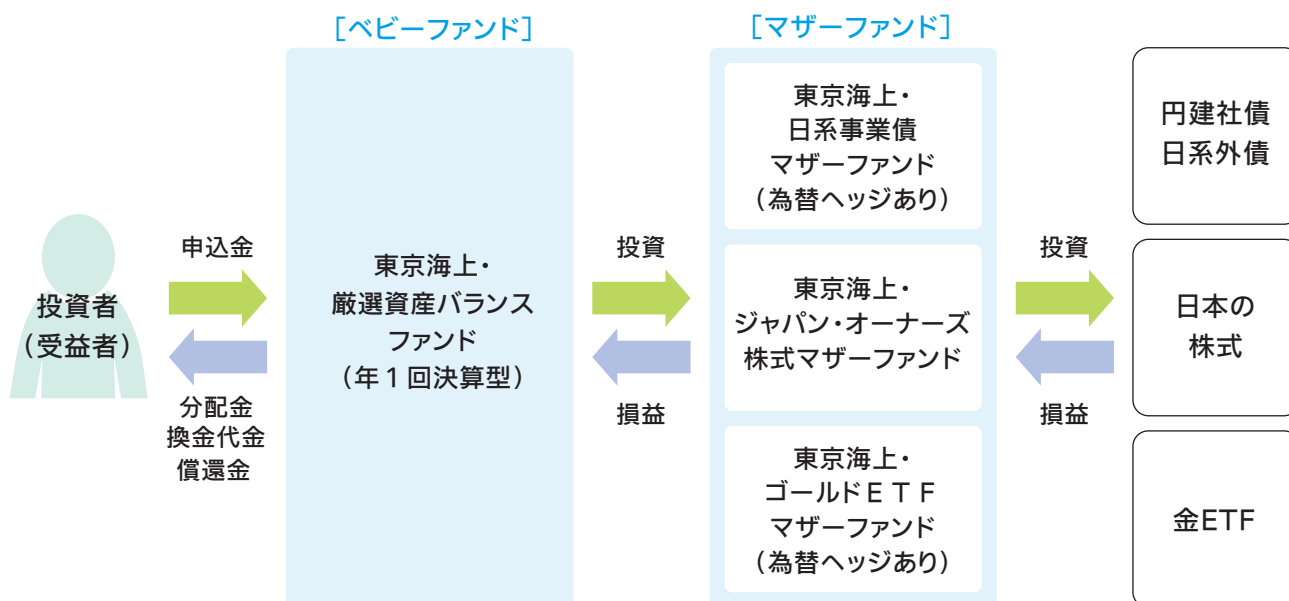 ［ベビーファンド］
［マザーファンド］
投資者
（受益者）
申込金
分配金
換金代金
償還金
東京海上・
厳選資産バランス
ファンド
（年１回決算型）
投資
損益
東京海上・
日系事業債
マザーファンド
（為替ヘッジあり）
東京海上・
ジャパン・オーナーズ
株式マザーファンド
東京海上・
ゴールドＥＴＦ
マザーファンド
（為替ヘッジあり）
投資
損益
円建社債
日系外債
日本の
株式
金ETF